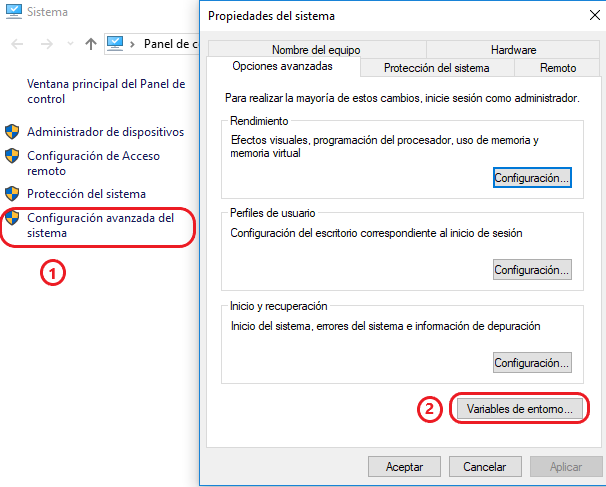 Sistema
Panel de c
Ventana principal del Panel de
control
Administrador de dispositivos
Configuración de Acceso
remoto
Protección del sistema
Configuración avanzada del
sistema
1
Propiedades del sistema
Nombre del equipo
Hardware
Opciones avanzadas
Protección del sistema
Remoto
Para realizar la mayoría de estos cambios, inicie sesión como administrador.
Rendimiento
Efectos visuales, programación del procesador, uso de memoria y
memoria virtual
Configuración...
Perfiles de usuario
Configuración del escritorio correspondiente al inicio de sesión
Configuración...
Inicio y recuperación
Inicio del sistema, errores del sistema e información de depuración
Configuración...
2
Variables de entorno...
Aceptar
Cancelar
Aplicar